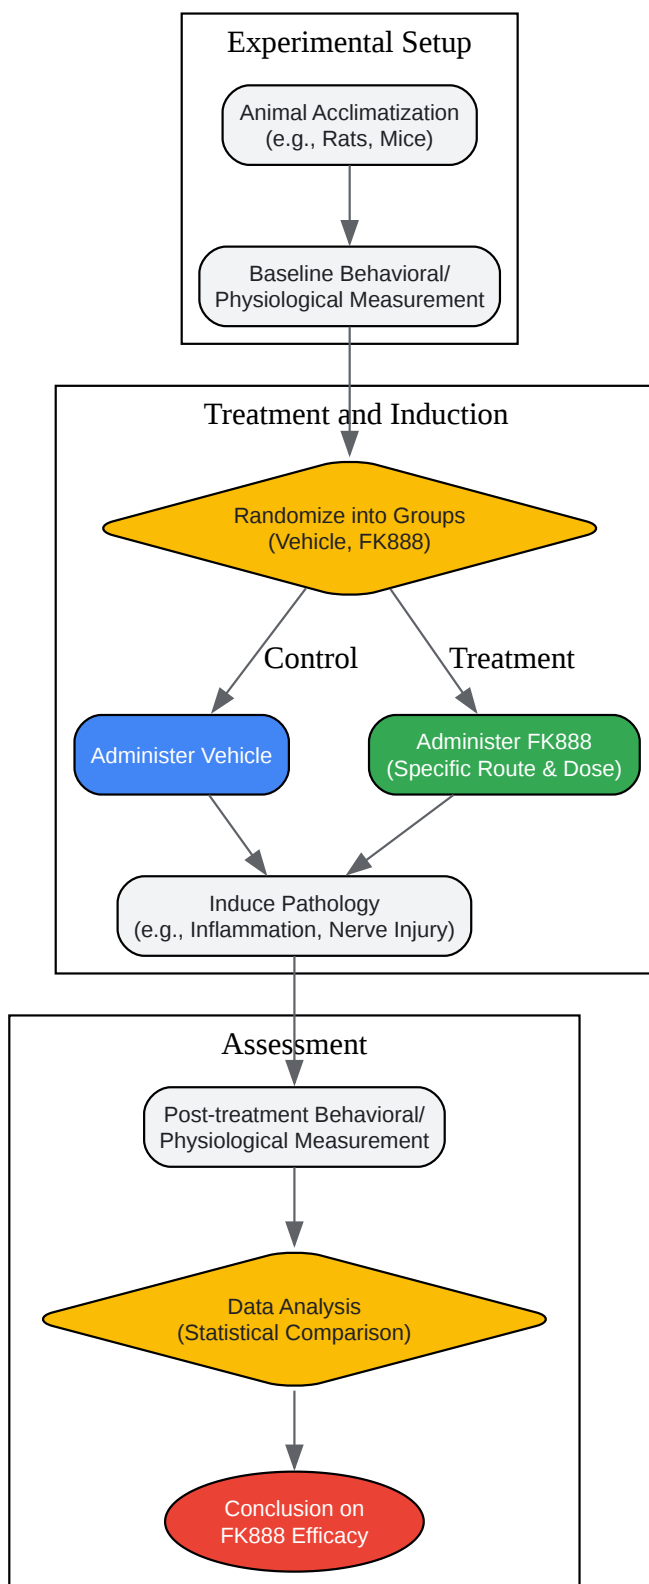 Experimental Setup
Animal Acclimatization
(e.g., Rats, Mice)
Baseline Behavioral/
Physiological Measurement
Treatment and Induction
Randomize into Groups
(Vehicle, FK888)
Control
Treatment
Administer Vehicle
Administer FK888
(Specific Route & Dose)
Induce Pathology
(e.g., Inflammation, Nerve Injury)
Assessment
Post-treatment Behavioral/
Physiological Measurement
Data Analysis
(Statistical Comparison)
Conclusion on
FK888 Efficacy